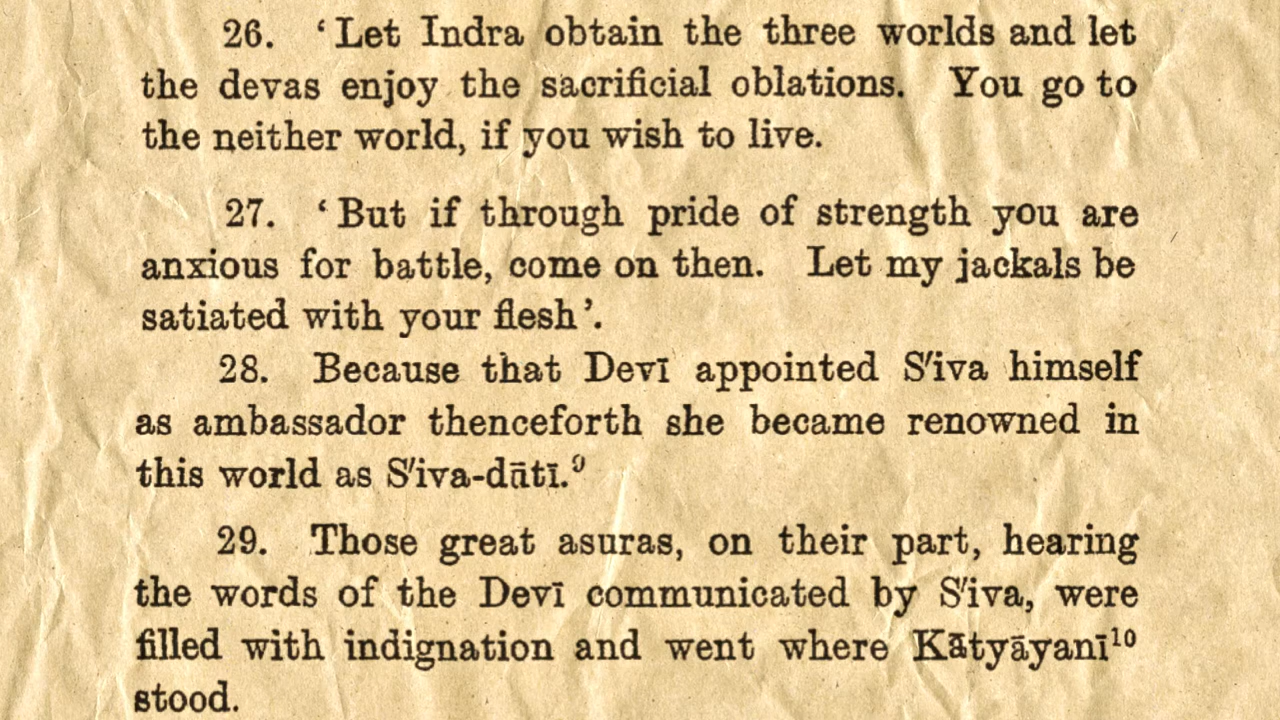 26. ‘Let Indra obtain the three worlds and let
the devas enjoy the sacrificial oblations. You go to
the neither world, if you wish to live.
27. ‘But if through pride of strength you are
anxious for battle, come on then. Let my jackals be
satiated with your flesh’.
28. Because that Devī appointed S′iva himself
as ambassador thenceforth she became renowned in
this world as S′iva-dūtī.⁹
29. Those great asuras, on their part, hearing
the words of the Devī communicated by S′iva, were
filled with indignation and went where Kātyāyanī¹⁰
stood.